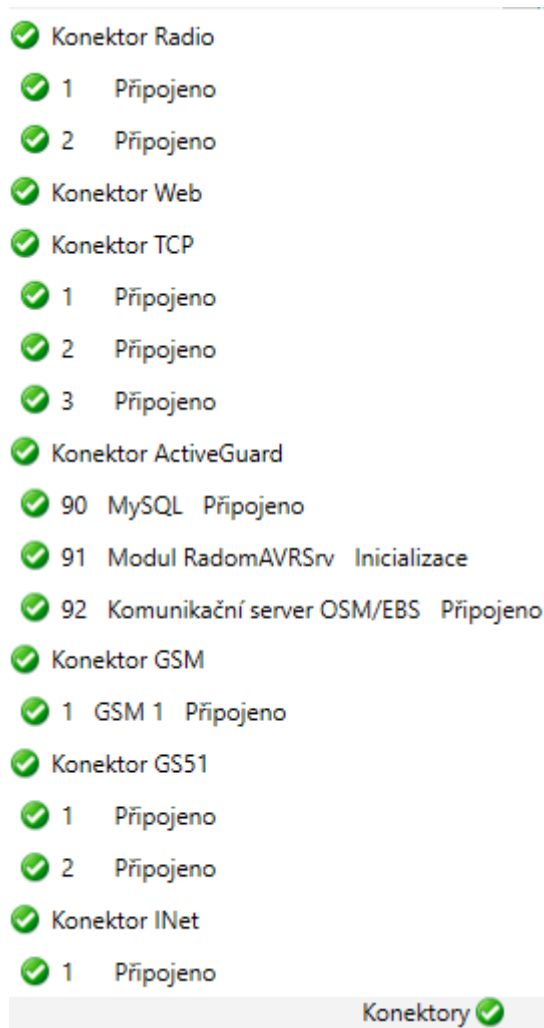 Konektor Radio
1 Připojeno
2 Připojeno
Konektor Web
Konektor TCP
1 Připojeno
2 Připojeno
3 Připojeno
Konektor ActiveGuard
90 MySQL Připojeno
91 Modul RadomAVRSrv Inicializace
92 Komunikační server OSM/EBS Připojeno
Konektor GSM
1 GSM 1 Připojeno
Konektor GS51
1 Připojeno
2 Připojeno
Konektor INet
1 Připojeno
Konektory